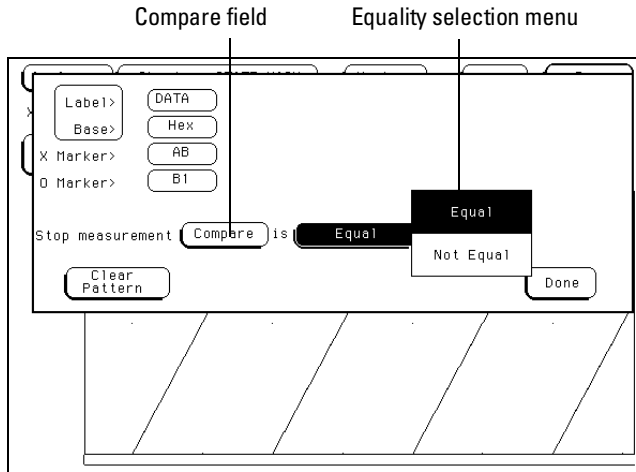 Compare field
Equality selection menu
Label> DATA
Base> Hex
X Marker> AB
O Marker> B1
Equal
Stop measurement Compare is Equal
Not Equal
Clear
Pattern
Done